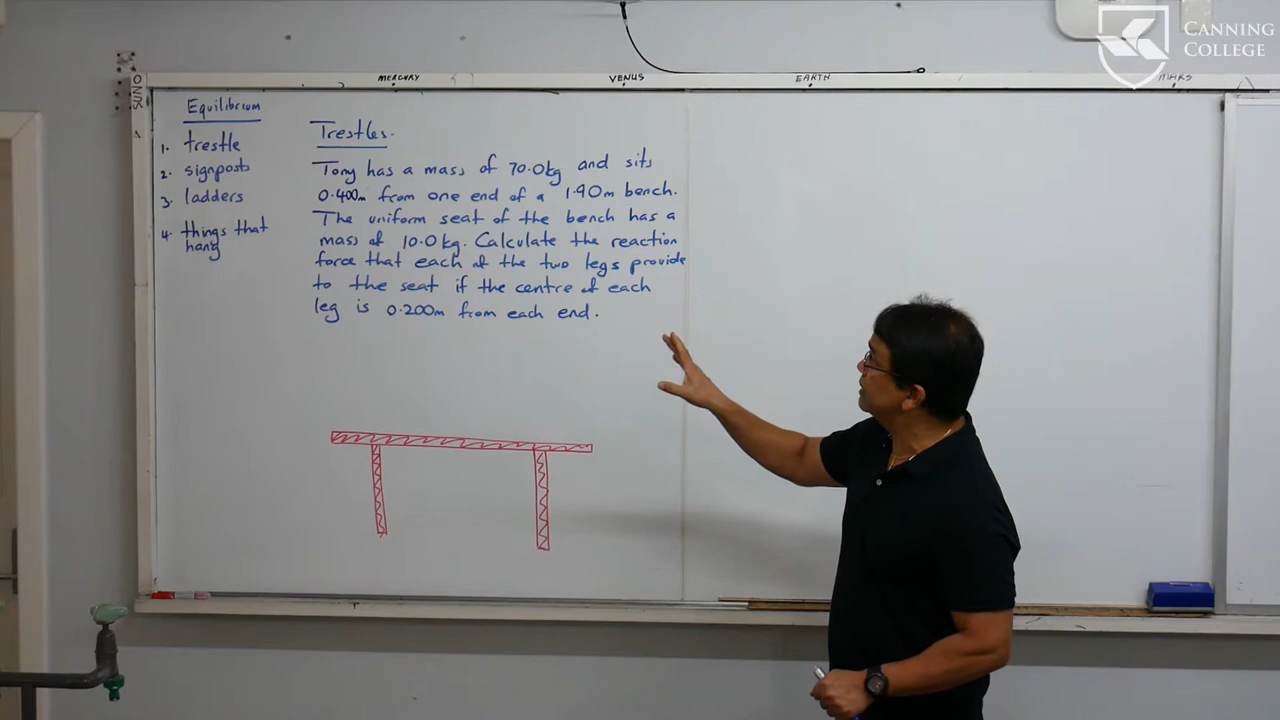 CANNING
COLLEGE
MERCURY
VENUS
EARTH
MARS
Equilibrium
1. trestle
2. signposts
3. ladders
4. things that
hang
Trestles.
Tony has a mass of 70.0kg and sits
0.400m from one end of a 1.90m bench.
The uniform seat of the bench has a
mass of 10.0kg. Calculate the reaction
force that each of the two legs provide
to the seat if the centre of each
leg is 0.200m from each end.